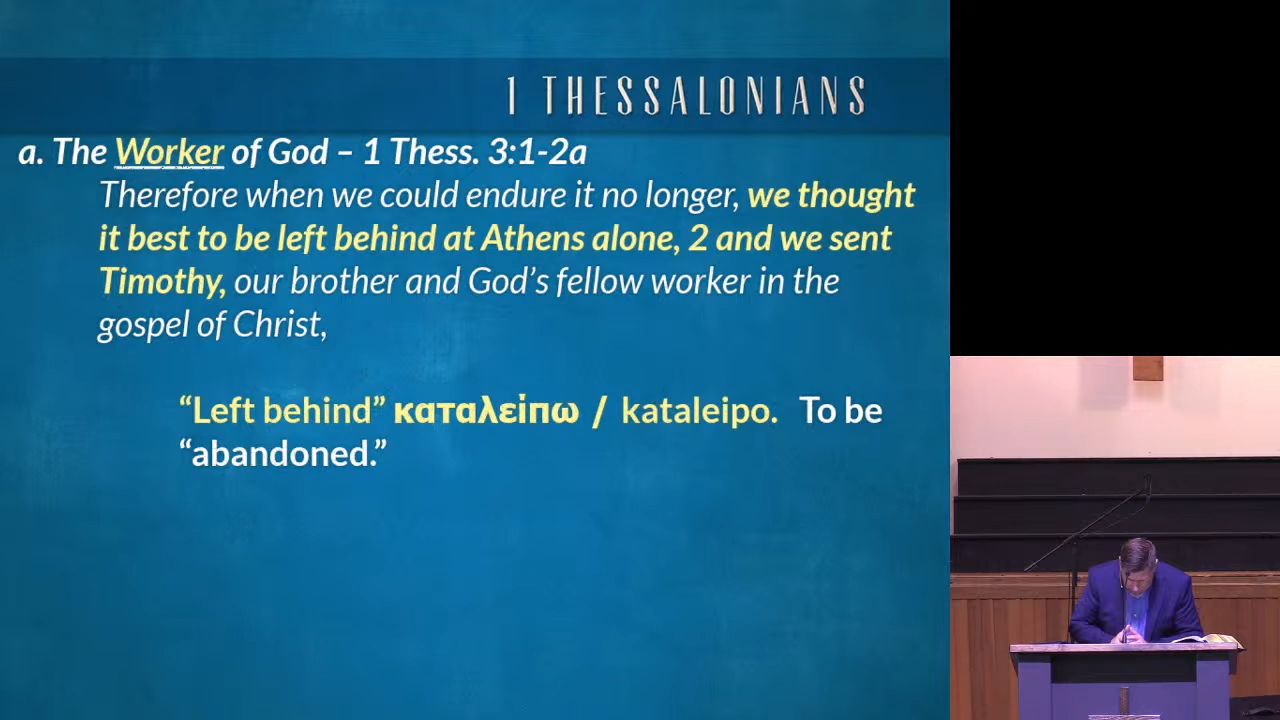 1 THESSALONIANS
a. The Worker of God – 1 Thess. 3:1-2a
Therefore when we could endure it no longer, we thought
it best to be left behind at Athens alone, 2 and we sent
Timothy, our brother and God’s fellow worker in the
gospel of Christ,
“Left behind” καταλείπω / kataleipo. To be
“abandoned.”